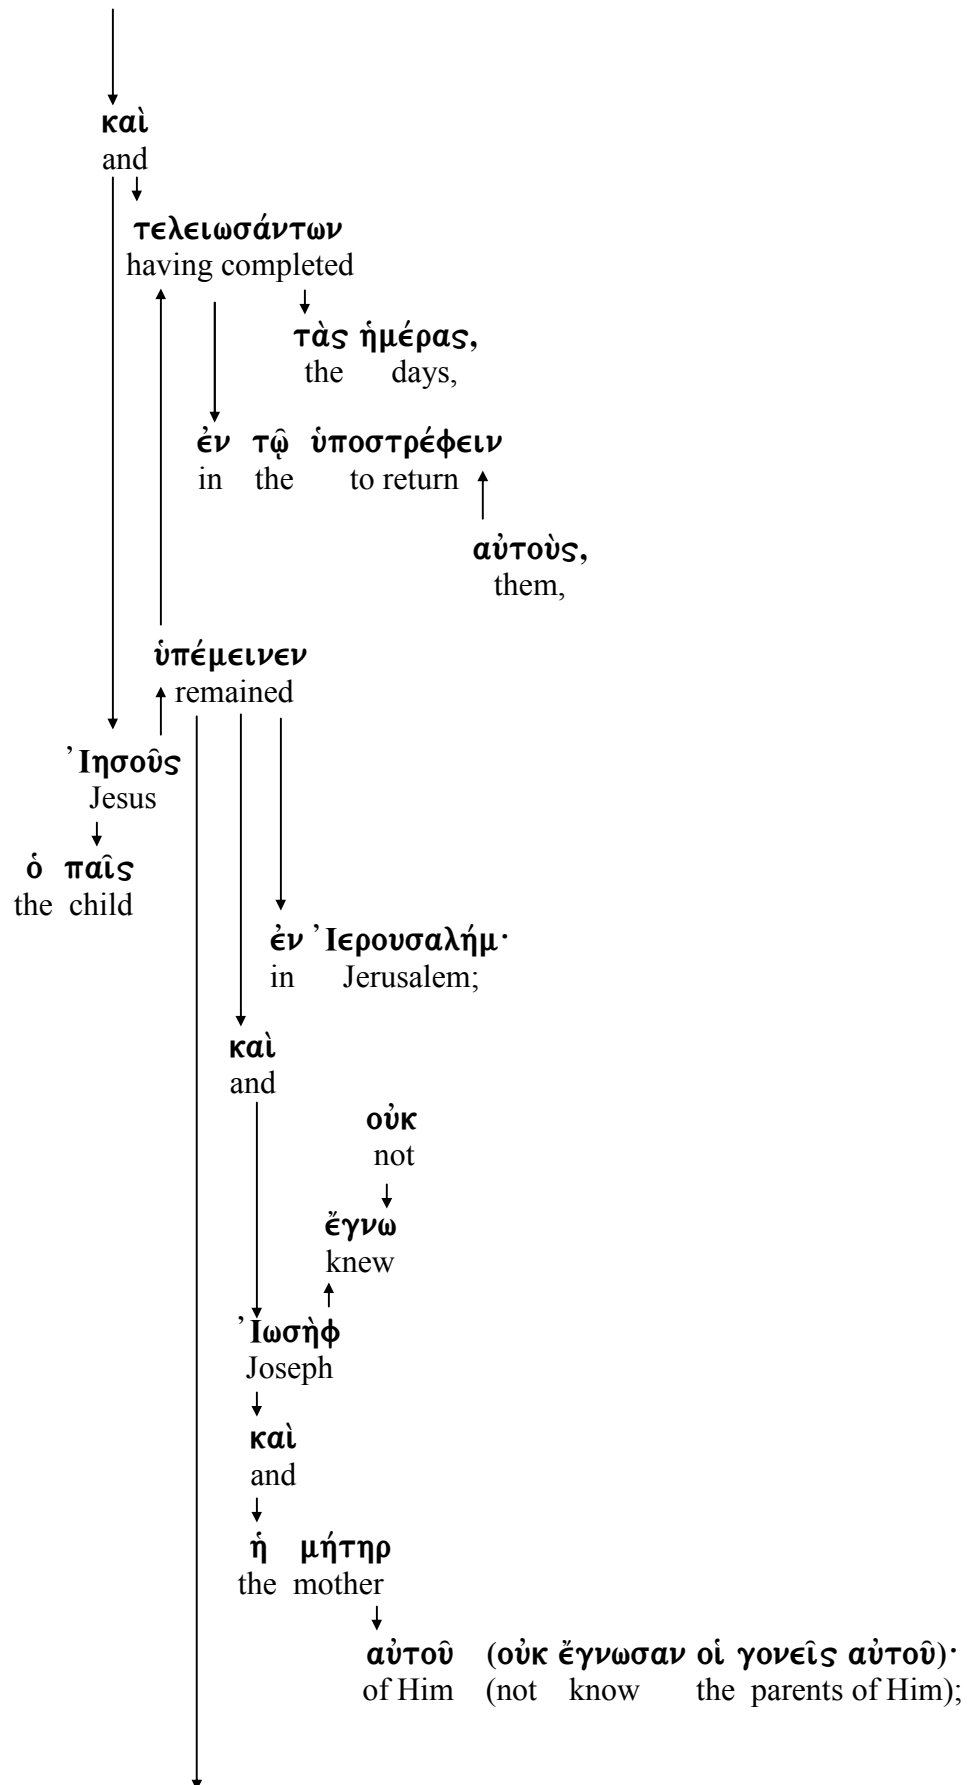 καὶ
and
τελειωσάντων
having completed
τὰς ἡμέρας,
the days,
ἐν τῷ ὑποστρέφειν
in the to return
αὐτοὺς,
them,
ὑπέμεινεν
remained
Ἰησοῦς
Jesus
ὁ παῖς
the child
ἐν Ἰερουσαλήμ·
in Jerusalem;
καὶ
and
οὐκ
not
ἔγνω
knew
Ἰωσὴφ
Joseph
καὶ
and
ἡ μήτηρ
the mother
αὐτοῦ (οὐκ ἔγνωσαν οἱ γονεῖς αὐτοῦ)·
of Him (not know the parents of Him);